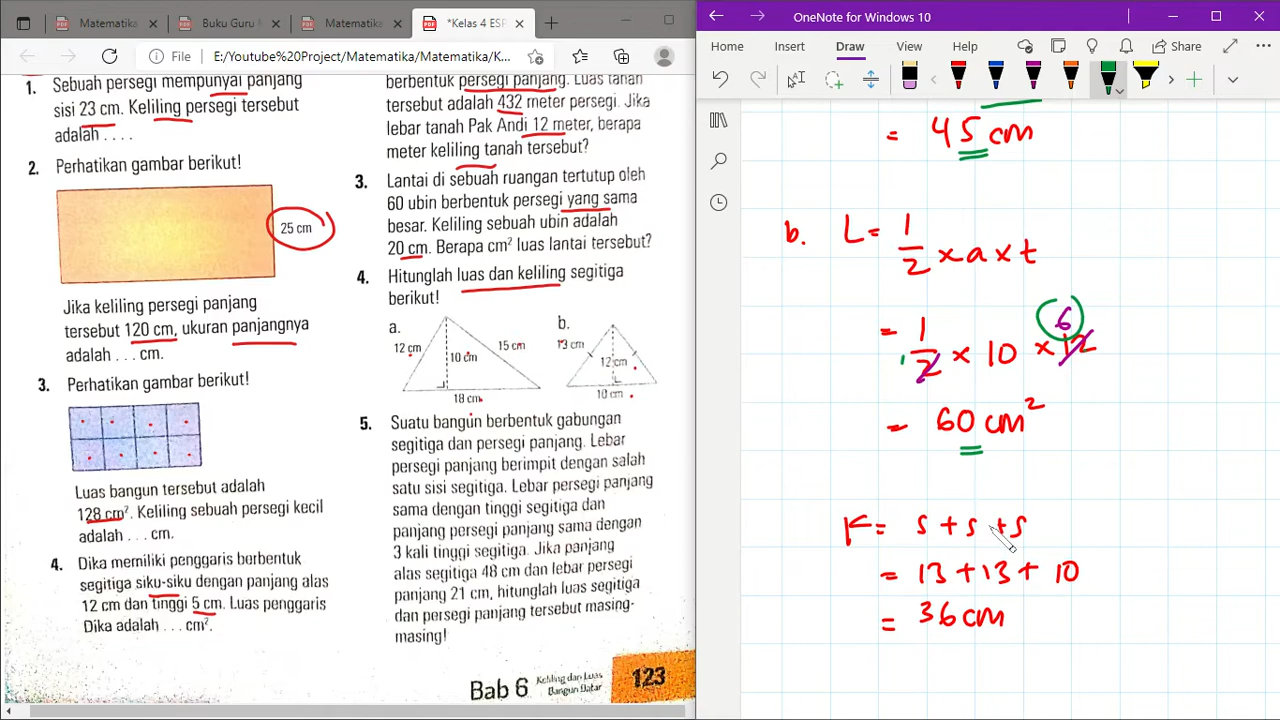 Matematika
Buku Guru M
Matematika
*Kelas 4 ESP
OneNote for Windows 10
File
E:/Youtube%20Project/Matematika/Matematika/K...
Home Insert Draw View Help Share
1. Sebuah persegi mempunyai panjang
sisi 23 cm. Keliling persegi tersebut
adalah . . . .
2. Perhatikan gambar berikut!
25 cm
Jika keliling persegi panjang
tersebut 120 cm, ukuran panjangnya
adalah . . . cm.
3. Perhatikan gambar berikut!
Luas bangun tersebut adalah
128 cm². Keliling sebuah persegi kecil
adalah . . . cm.
4. Dika memiliki penggaris berbentuk
segitiga siku-siku dengan panjang alas
12 cm dan tinggi 5 cm. Luas penggaris
Dika adalah . . . cm².
berbentuk persegi panjang. Luas tanah
tersebut adalah 432 meter persegi. Jika
lebar tanah Pak Andi 12 meter, berapa
meter keliling tanah tersebut?
3. Lantai di sebuah ruangan tertutup oleh
60 ubin berbentuk persegi yang sama
besar. Keliling sebuah ubin adalah
20 cm. Berapa cm² luas lantai tersebut?
4. Hitunglah luas dan keliling segitiga
berikut!
a.
12 cm
10 cm
15 cm
18 cm
b.
13 cm
12 cm
10 cm
5. Suatu bangun berbentuk gabungan
segitiga dan persegi panjang. Lebar
persegi panjang berimpit dengan salah
satu sisi segitiga. Lebar persegi panjang
sama dengan tinggi segitiga dan
panjang persegi panjang sama dengan
3 kali tinggi segitiga. Jika panjang
alas segitiga 48 cm dan lebar persegi
panjang 21 cm, hitunglah luas segitiga
dan persegi panjang tersebut masing-
masing!
Bab 6
Keliling dan Luas
Bangun Datar
123
= 45 cm
b. L = 1/2 x a x t
6
= 1/2 x 10 x 12
1
= 60 cm²
K = s + s + s
= 13 + 13 + 10
= 36 cm